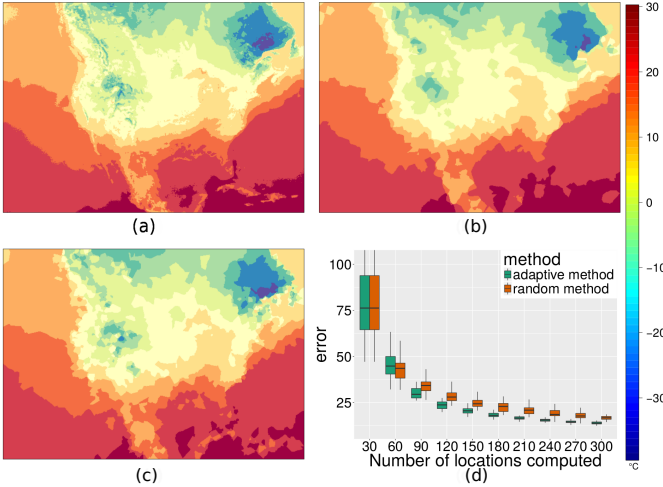 (a)
(b)
30
20
10
0
-10
-20
-30
-40
°C
(c)
error
100
75
50
25
method
adaptive method
random method
30 60 90 120 150 180 210 240 270 300
Number of locations computed
(d)